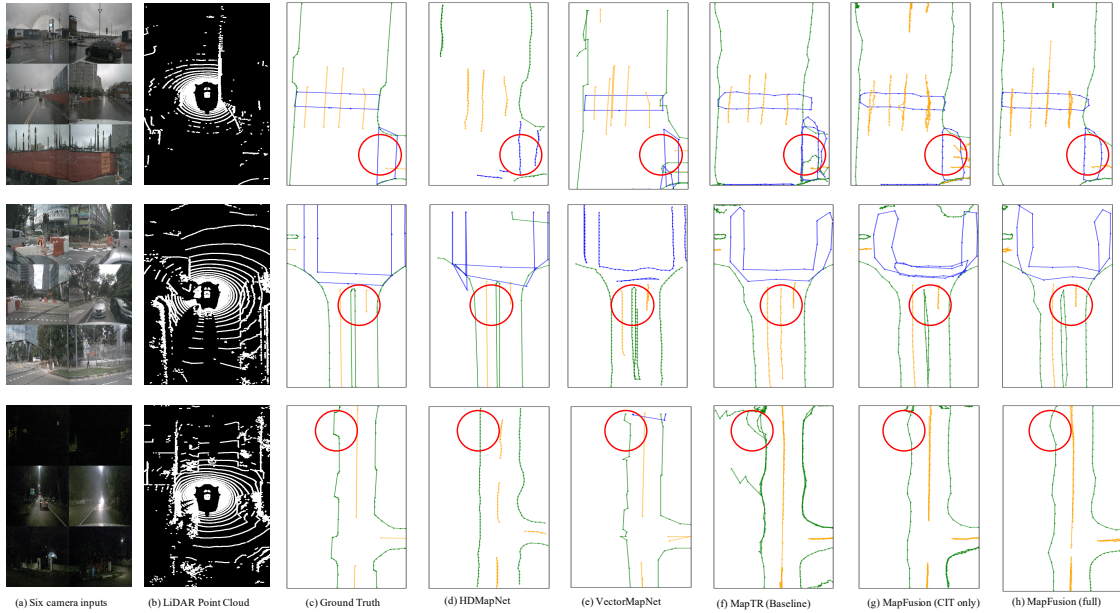 (a) Six camera inputs
(b) LiDAR Point Cloud
(c) Ground Truth
(d) HDMapNet
(e) VectorMapNet
(f) MapTR (Baseline)
(g) MapFusion (CIT only)
(h) MapFusion (full)